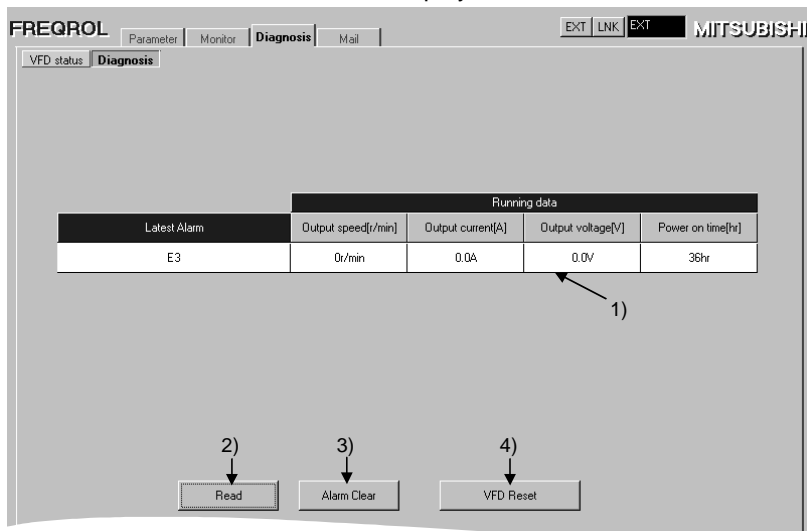 FREQROL Parameter Monitor Diagnosis Mail EXT LNK EXT MITSUBISHI
VFD status Diagnosis
Running data
Latest Alarm Output speed[r/min] Output current[A] Output voltage[V] Power on time[hr]
E3 0r/min 0.0A 0.0V 36hr
1)
2) 3) 4)
Read Alarm Clear VFD Reset